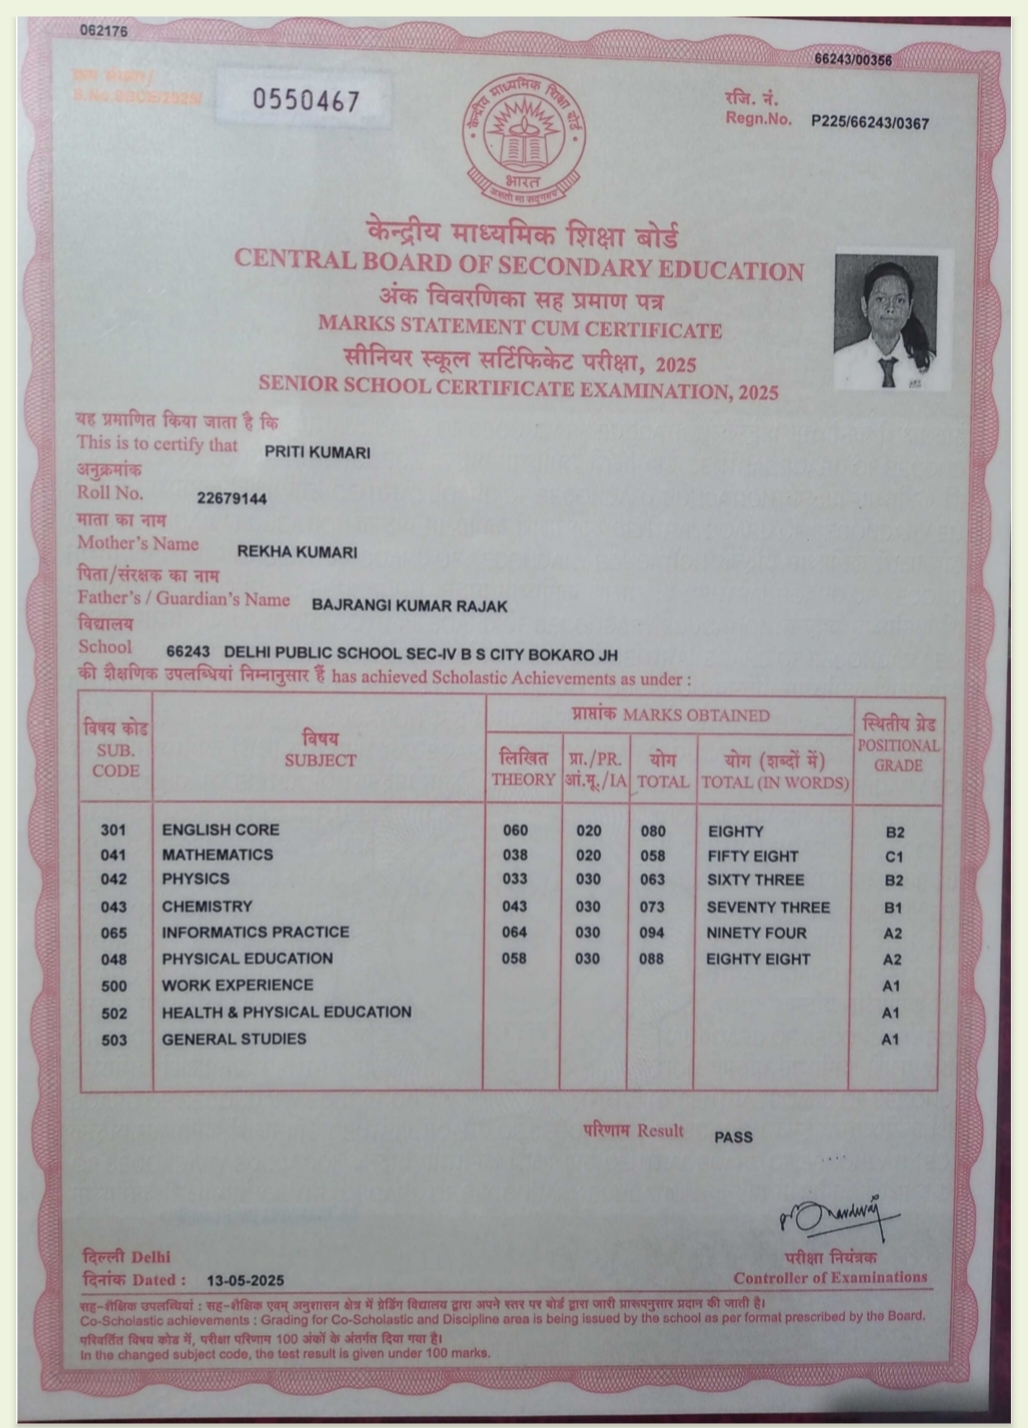 062176
66243/00356
क्रम संख्या /
S.No.CBCE/2025/ 0550467
रजि. नं.
Regn.No. P225/66243/0367
केन्द्रीय माध्यमिक शिक्षा बोर्ड
भारत
असतो मा सद्गमय
केन्द्रीय माध्यमिक शिक्षा बोर्ड
CENTRAL BOARD OF SECONDARY EDUCATION
अंक विवरणिका सह प्रमाण पत्र
MARKS STATEMENT CUM CERTIFICATE
सीनियर स्कूल सर्टिफिकेट परीक्षा, 2025
SENIOR SCHOOL CERTIFICATE EXAMINATION, 2025
यह प्रमाणित किया जाता है कि
This is to certify that PRITI KUMARI
अनुक्रमांक
Roll No. 22679144
माता का नाम
Mother's Name REKHA KUMARI
पिता/संरक्षक का नाम
Father's / Guardian's Name BAJRANGI KUMAR RAJAK
विद्यालय
School 66243 DELHI PUBLIC SCHOOL SEC-IV B S CITY BOKARO JH
की शैक्षणिक उपलब्धियां निम्नानुसार हैं has achieved Scholastic Achievements as under :
विषय कोड SUB. CODE
विषय SUBJECT
प्राप्तांक MARKS OBTAINED
लिखित THEORY
प्रा./PR. आं.मू./IA
योग TOTAL
योग (शब्दों में) TOTAL (IN WORDS)
स्थितीय ग्रेड POSITIONAL GRADE
301 ENGLISH CORE 060 020 080 EIGHTY B2
041 MATHEMATICS 038 020 058 FIFTY EIGHT C1
042 PHYSICS 033 030 063 SIXTY THREE B2
043 CHEMISTRY 043 030 073 SEVENTY THREE B1
065 INFORMATICS PRACTICE 064 030 094 NINETY FOUR A2
048 PHYSICAL EDUCATION 058 030 088 EIGHTY EIGHT A2
500 WORK EXPERIENCE A1
502 HEALTH & PHYSICAL EDUCATION A1
503 GENERAL STUDIES A1
परिणाम Result PASS
दिल्ली Delhi
दिनांक Dated : 13-05-2025
परीक्षा नियंत्रक
Controller of Examinations
सह-शैक्षिक उपलब्धियां : सह-शैक्षिक एवम् अनुशासन क्षेत्र में ग्रेडिंग विद्यालय द्वारा अपने स्तर पर बोर्ड द्वारा जारी प्रारूपनुसार प्रदान की जाती है।
Co-Scholastic achievements : Grading for Co-Scholastic and Discipline area is being issued by the school as per format prescribed by the Board.
परिवर्तित विषय कोड में, परीक्षा परिणाम 100 अंकों के अंतर्गत दिया गया है।
In the changed subject code, the test result is given under 100 marks.